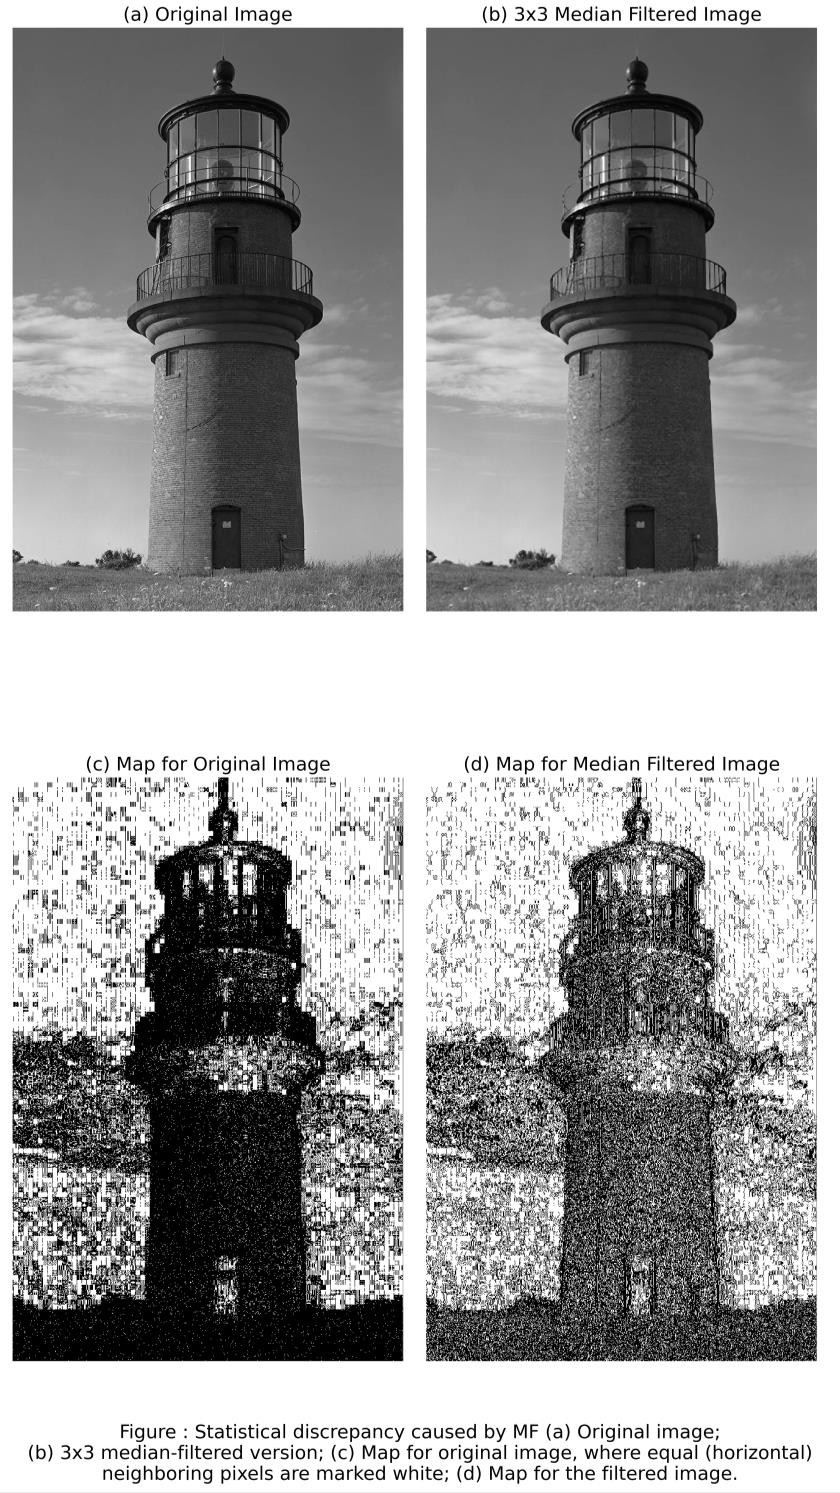 (a) Original Image
(b) 3x3 Median Filtered Image
(c) Map for Original Image
(d) Map for Median Filtered Image
Figure : Statistical discrepancy caused by MF (a) Original image;
(b) 3x3 median-filtered version; (c) Map for original image, where equal (horizontal)
neighboring pixels are marked white; (d) Map for the filtered image.